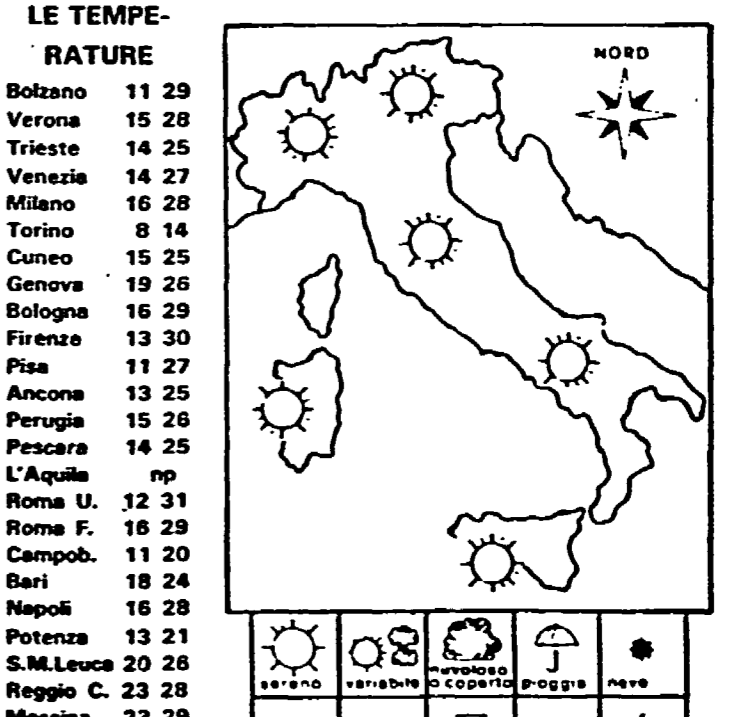 LE TEMPE-
RATURE
Bolzano 11 29
Verona 15 28
Trieste 14 25
Venezia 14 27
Milano 16 28
Torino 8 14
Cuneo 15 25
Genova 19 26
Bologna 16 29
Firenze 13 30
Pisa 11 27
Ancona 13 25
Perugia 15 26
Pescara 14 25
L'Aquila np
Roma U. 12 31
Roma F. 16 29
Campob. 11 20
Bari 18 24
Napoli 16 28
Potenza 13 21
S.M.Leuca 20 26
Reggio C. 23 28
Messina 23 29
NORD
sereno
variabile
nuvoloso
o coperto
pioggia
neve